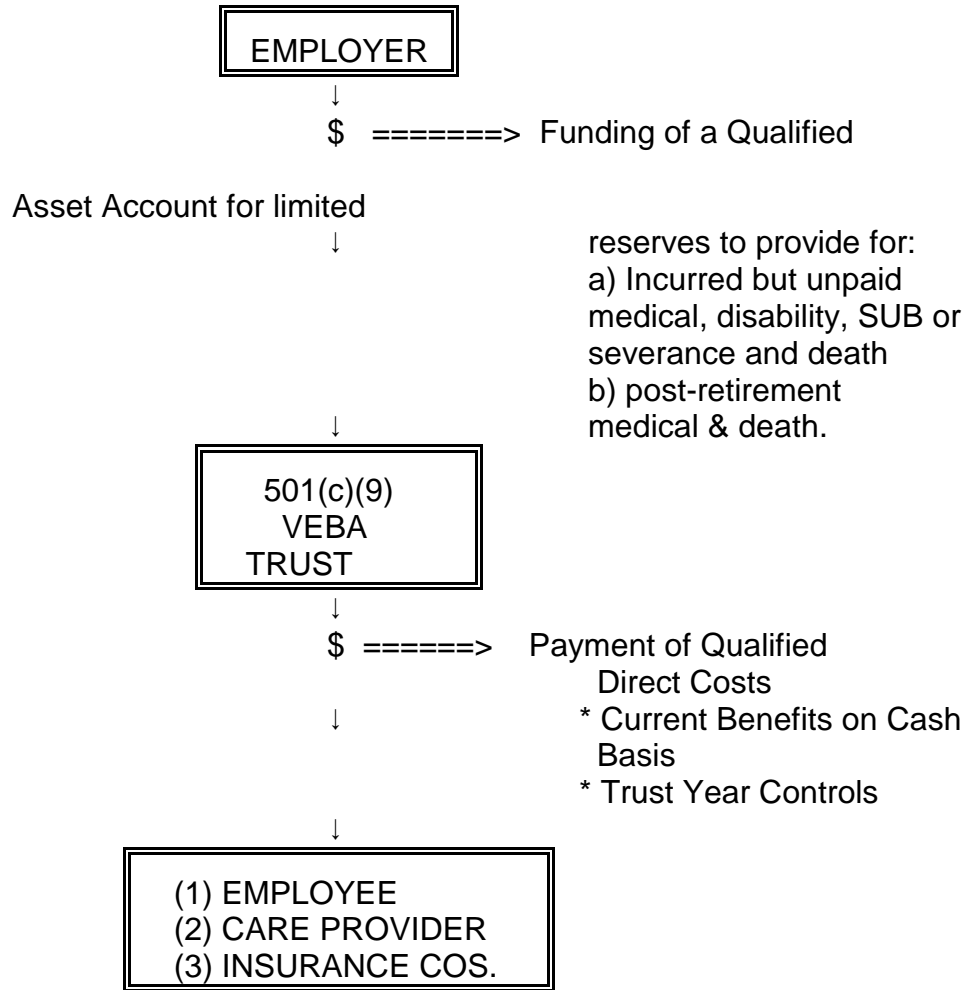 EMPLOYER
↓
$ =======> Funding of a Qualified
Asset Account for limited
↓ reserves to provide for:
a) Incurred but unpaid
medical, disability, SUB or
severance and death
b) post-retirement
↓ medical & death.
501(c)(9)
VEBA
TRUST
↓
$ ======> Payment of Qualified
Direct Costs
↓ * Current Benefits on Cash
Basis
* Trust Year Controls
↓
(1) EMPLOYEE
(2) CARE PROVIDER
(3) INSURANCE COS.